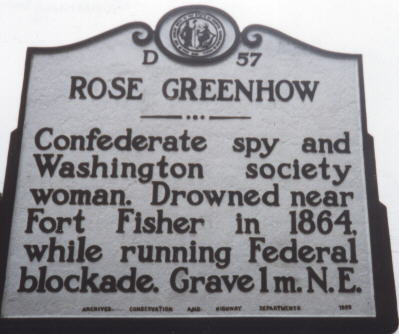 D 57
ROSE GREENHOW
Confederate spy and
Washington society
woman. Drowned near
Fort Fisher in 1864,
while running Federal
blockade. Grave 1 m. N.E.
ARCHIVES, CONSERVATION AND HIGHWAY DEPARTMENTS